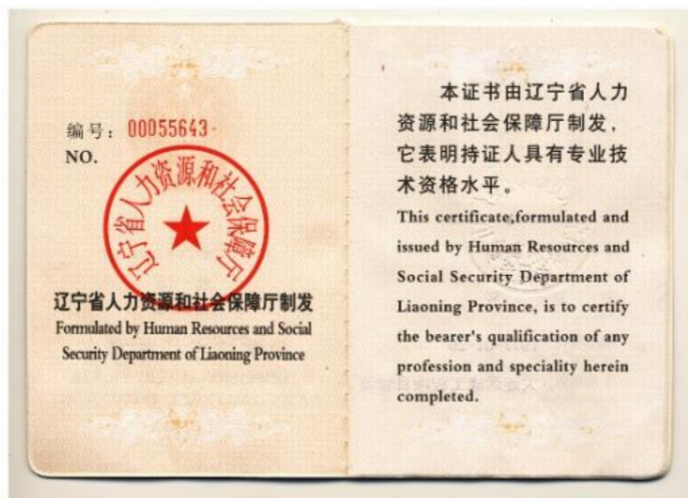 编号：00055643
NO.
辽宁省人力资源和社会保障厅
辽宁省人力资源和社会保障厅制发
Formulated by Human Resources and Social
Security Department of Liaoning Province
本证书由辽宁省人力
资源和社会保障厅制发，
它表明持证人具有专业技
术资格水平。
This certificate,formulated and
issued by Human Resources and
Social Security Department of
Liaoning Province, is to certify
the bearer's qualification of any
profession and speciality herein
completed.